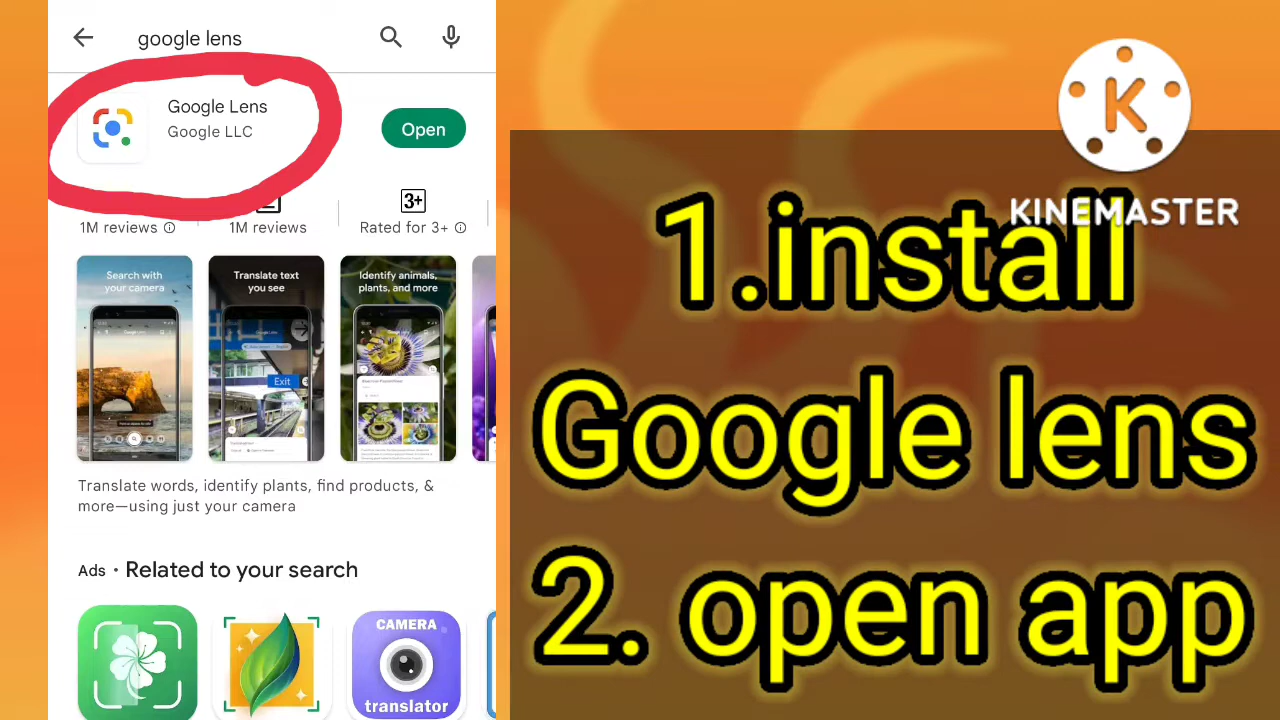 google lens
Google Lens
Google LLC
Open
3+
1M reviews
1M reviews
Rated for 3+
Search with
your camera
Translate text
you see
Identify animals,
plants, and more
Exit
Translate words, identify plants, find products, &
more—using just your camera
Ads • Related to your search
CAMERA
translator
K
KINEMASTER
1.install
Google lens
2. open app